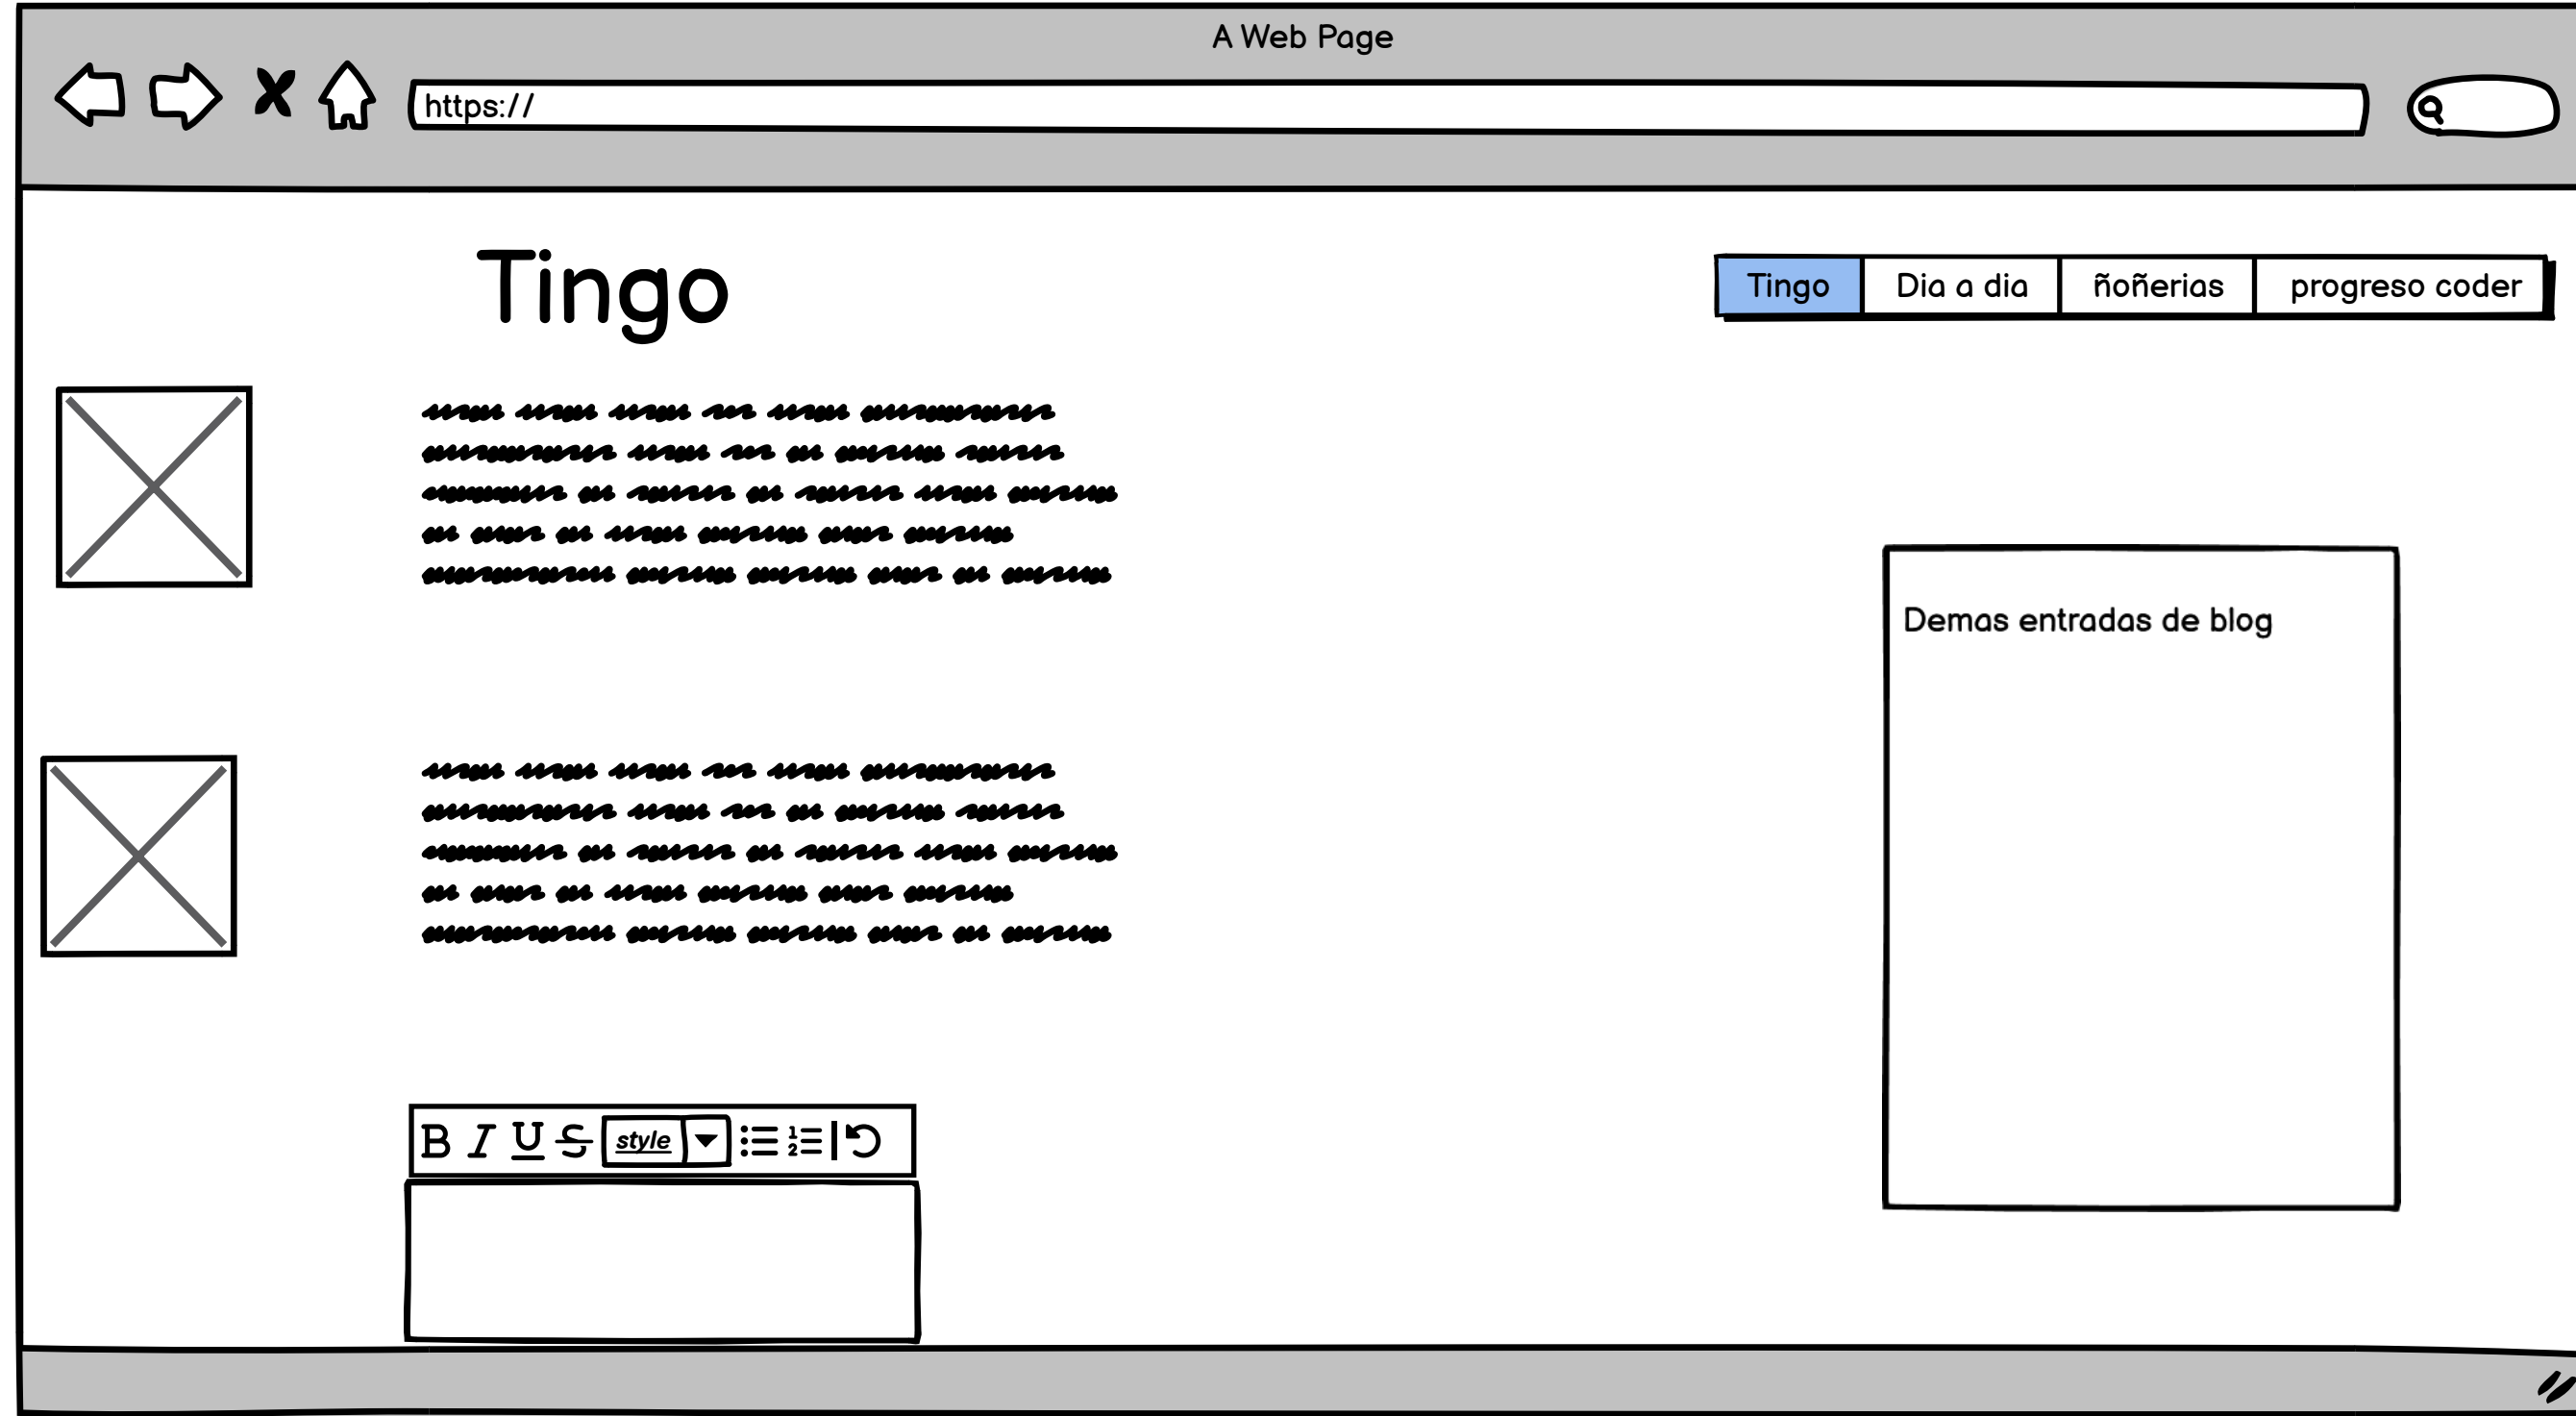 A Web Page
https://
Tingo
Tingo
Dia a dia
ñoñerias
progreso coder
Demas entradas de blog
B I U S style